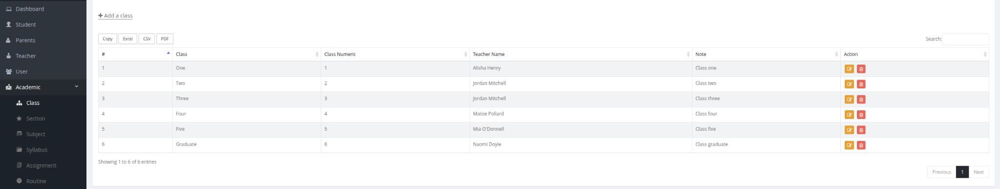 Dashboard
Student
Parents
Teacher
User
Academic
Class
Section
Subject
Syllabus
Assignment
Routine
Add a class
Copy Excel CSV PDF
Search:
# Class Class Numeric Teacher Name Note Action
1 One 1 Alisha Henry Class one
2 Two 2 Jordan Mitchell Class two
3 Three 3 Jordan Mitchell Class three
4 Four 4 Maisie Pollard Class four
5 Five 5 Mia O'Donnell Class five
6 Graduate 6 Naomi Doyle Class graduate
Showing 1 to 6 of 6 entries
Previous 1 Next